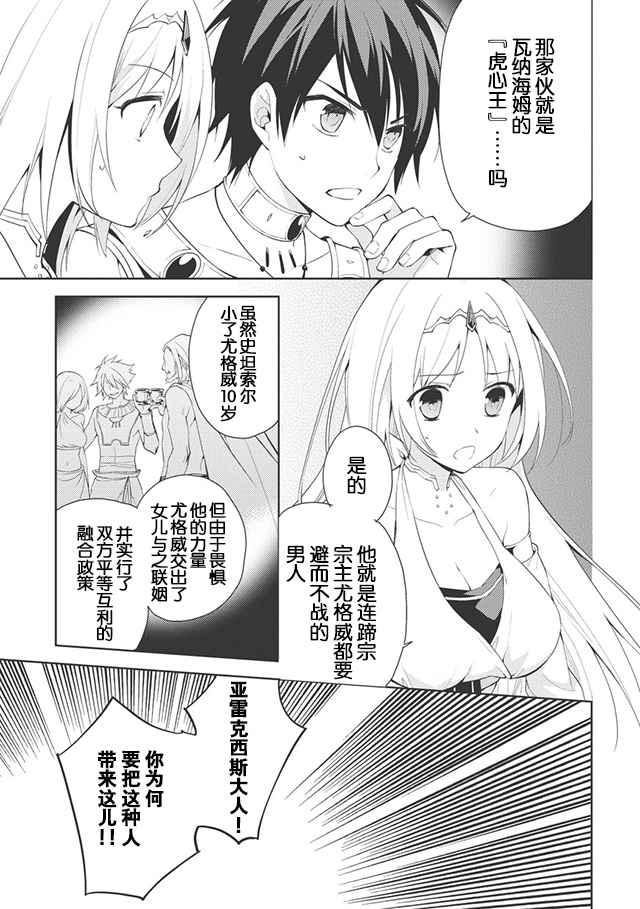 那家伙就是
瓦纳海姆的
『虎心王』……吗
是的
他就是连蹄宗
宗主尤格威都要
避而不战的
男人
虽然史坦索尔
小了尤格威10岁
但由于畏惧
他的力量
尤格威交出了
女儿与之联姻
并实行了
双方平等互利的
融合政策
亚雷克西斯大人！
你为何
要把这种人
带来这儿！！